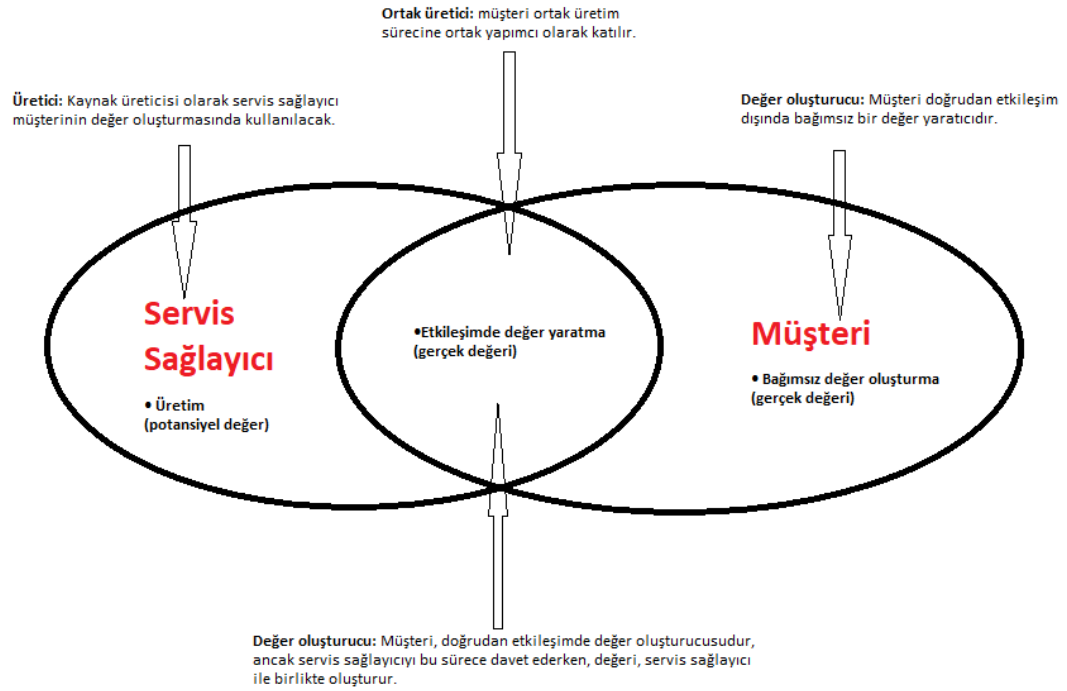 Ortak üretici: müşteri ortak üretim
sürecine ortak yapımcı olarak katılır.
Üretici: Kaynak üreticisi olarak servis sağlayıcı
müşterinin değer oluşturmasında kullanılacak.
Değer oluşturucu: Müşteri doğrudan etkileşim
dışında bağımsız bir değer yaratıcıdır.
Servis
Sağlayıcı
• Üretim
(potansiyel değer)
•Etkileşimde değer yaratma
(gerçek değeri)
Müşteri
• Bağımsız değer oluşturma
(gerçek değeri)
Değer oluşturucu: Müşteri, doğrudan etkileşimde değer oluşturucusudur,
ancak servis sağlayıcıyı bu sürece davet ederken, değeri, servis sağlayıcı
ile birlikte oluşturur.